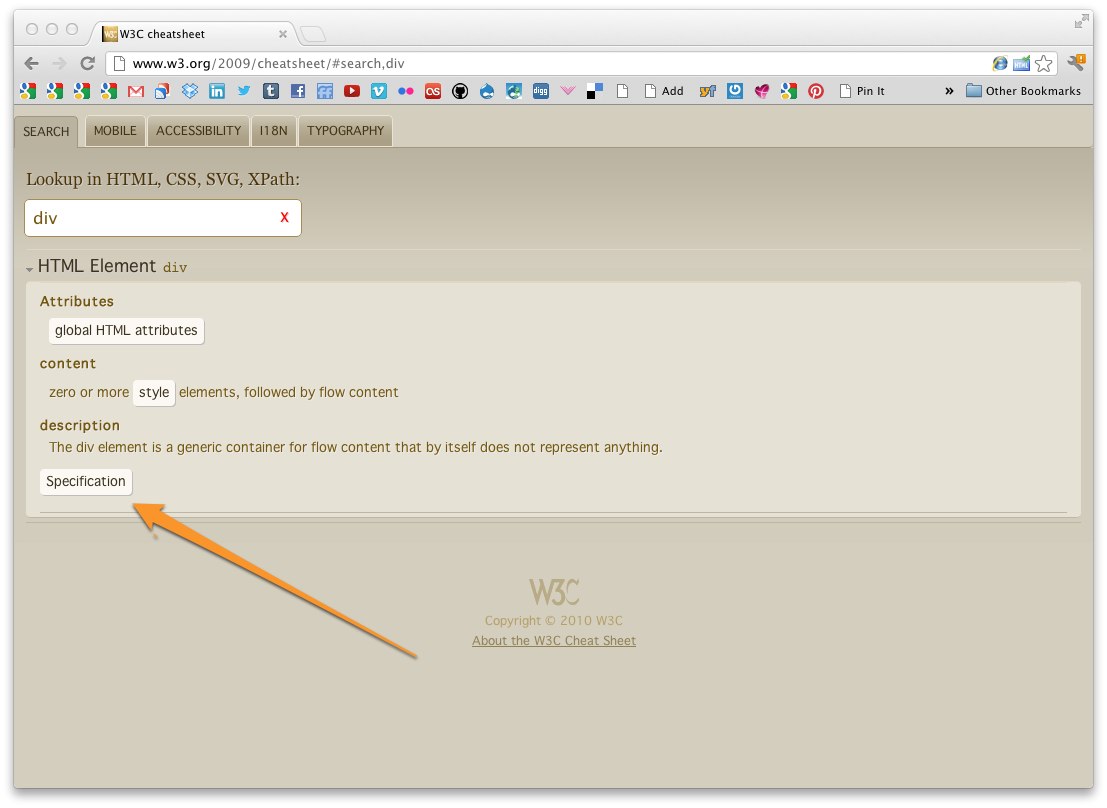 W3C cheatsheet
www.w3.org/2009/cheatsheet/#search,div
Add
Pin It
» Other Bookmarks
SEARCH MOBILE ACCESSIBILITY I18N TYPOGRAPHY
Lookup in HTML, CSS, SVG, XPath:
div X
HTML Element div
Attributes
global HTML attributes
content
zero or more style elements, followed by flow content
description
The div element is a generic container for flow content that by itself does not represent anything.
Specification
W3C
Copyright © 2010 W3C
About the W3C Cheat Sheet